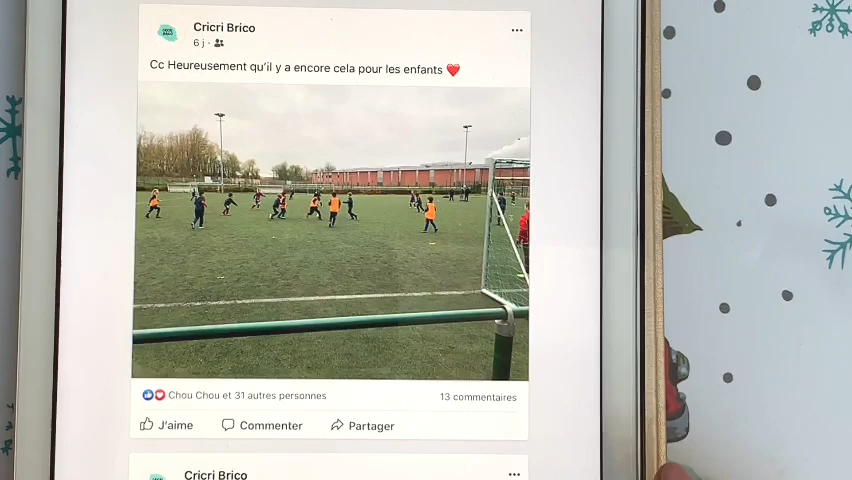 Cricri Brico
6 j
Cc Heureusement qu'il y a encore cela pour les enfants ❤️
Chou Chou et 31 autres personnes
13 commentaires
J'aime
Commenter
Partager
Cricri Brico